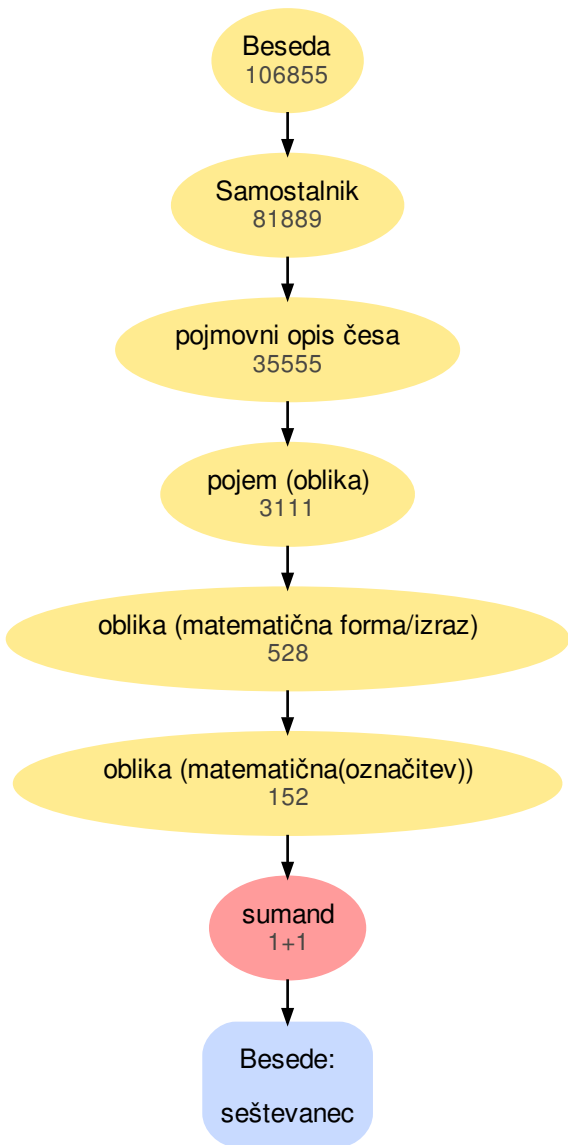 Beseda
106855
Samostalnik
81889
pojmovni opis česa
35555
pojem (oblika)
3111
oblika (matematična forma/izraz)
528
oblika (matematična(označitev))
152
sumand
1+1
Besede:
seštevanec